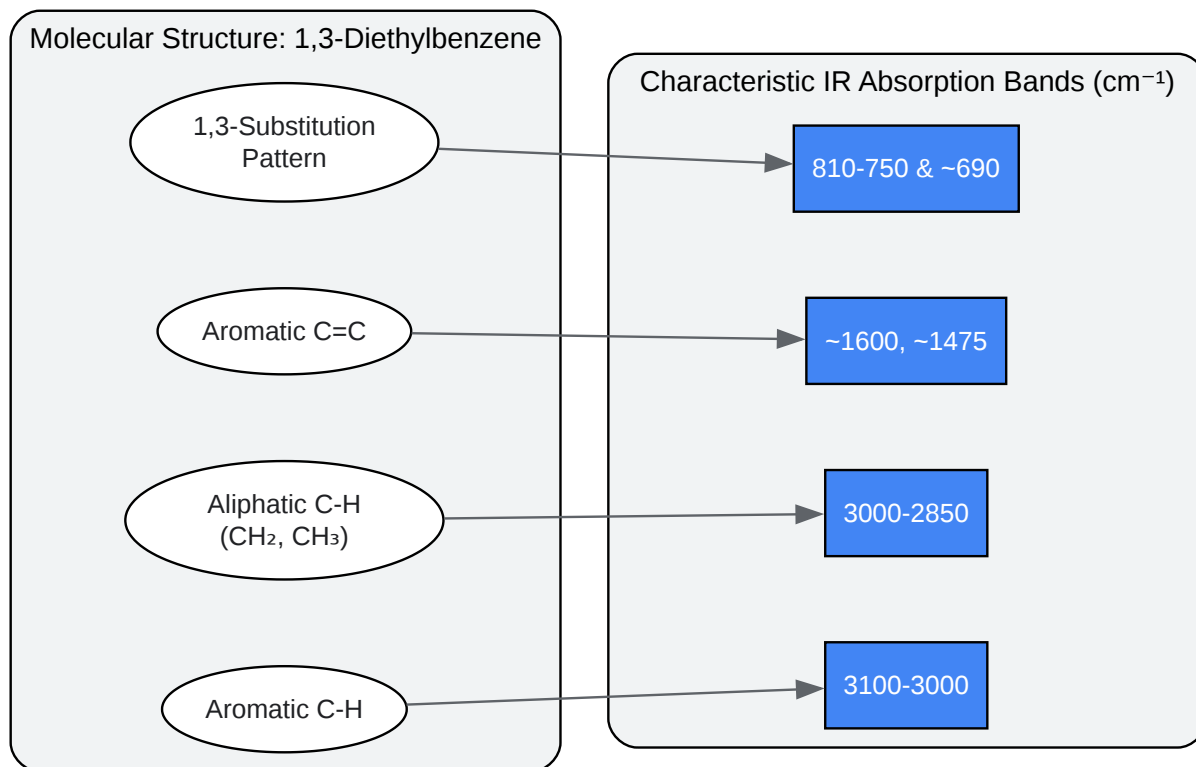 Molecular Structure: 1,3-Diethylbenzene
1,3-Substitution
Pattern
Aromatic C=C
Aliphatic C-H
(CH₂, CH₃)
Aromatic C-H
Characteristic IR Absorption Bands (cm⁻¹)
810-750 & ~690
~1600, ~1475
3000-2850
3100-3000